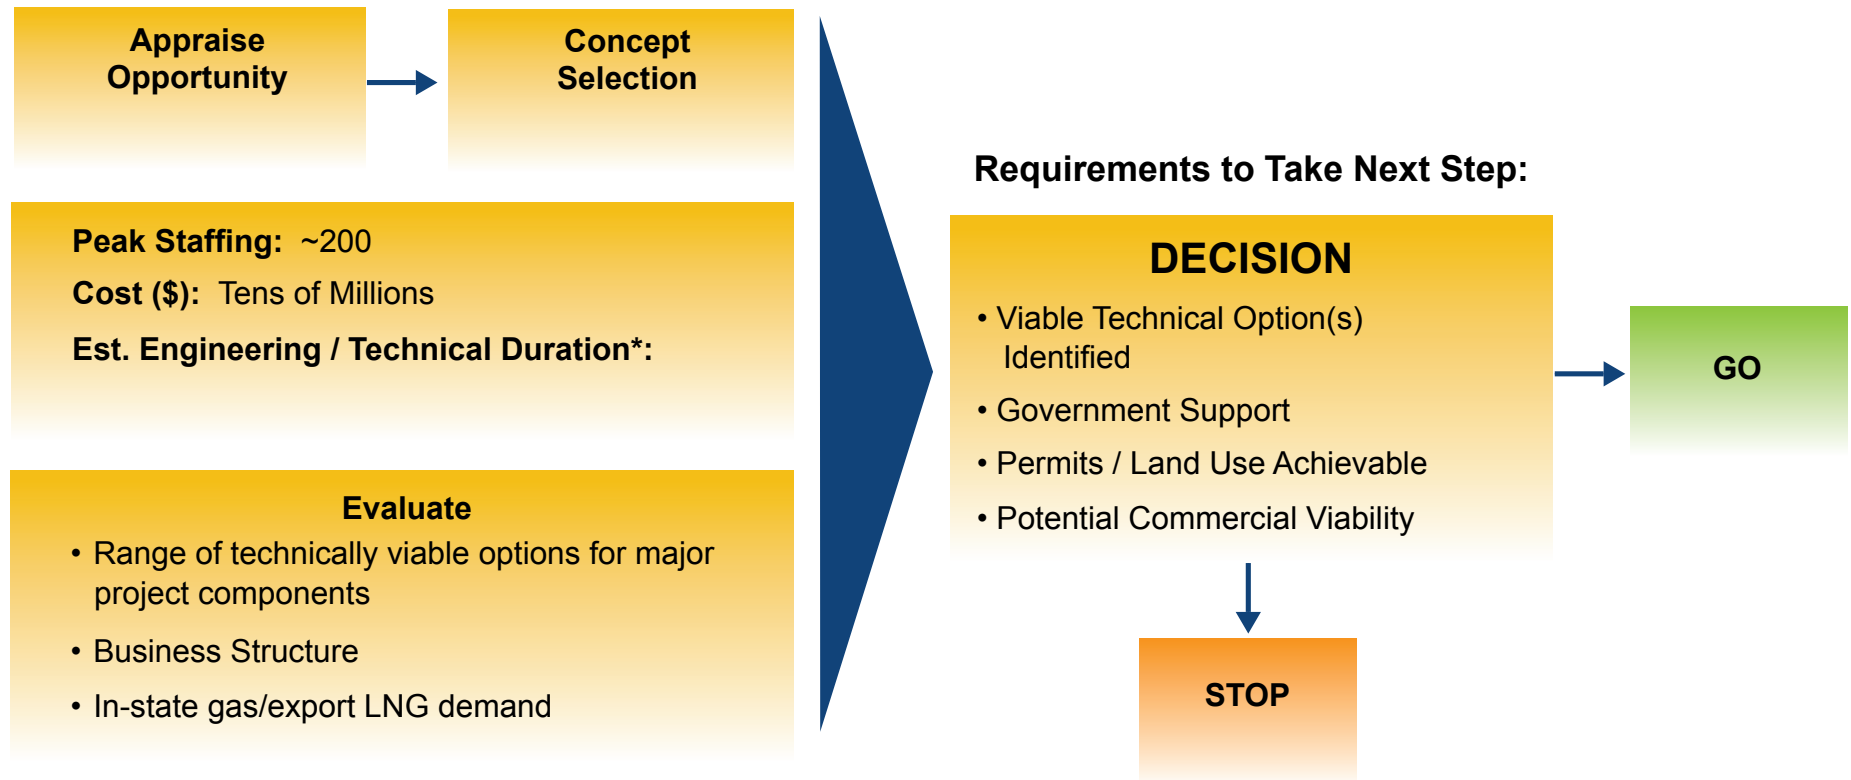 Appraise
Opportunity
Concept
Selection
Peak Staffing: ~200
Cost ($): Tens of Millions
Est. Engineering / Technical Duration*:
Evaluate
• Range of technically viable options for major
project components
• Business Structure
• In-state gas/export LNG demand
Requirements to Take Next Step:
DECISION
• Viable Technical Option(s)
Identified
• Government Support
• Permits / Land Use Achievable
• Potential Commercial Viability
GO
STOP